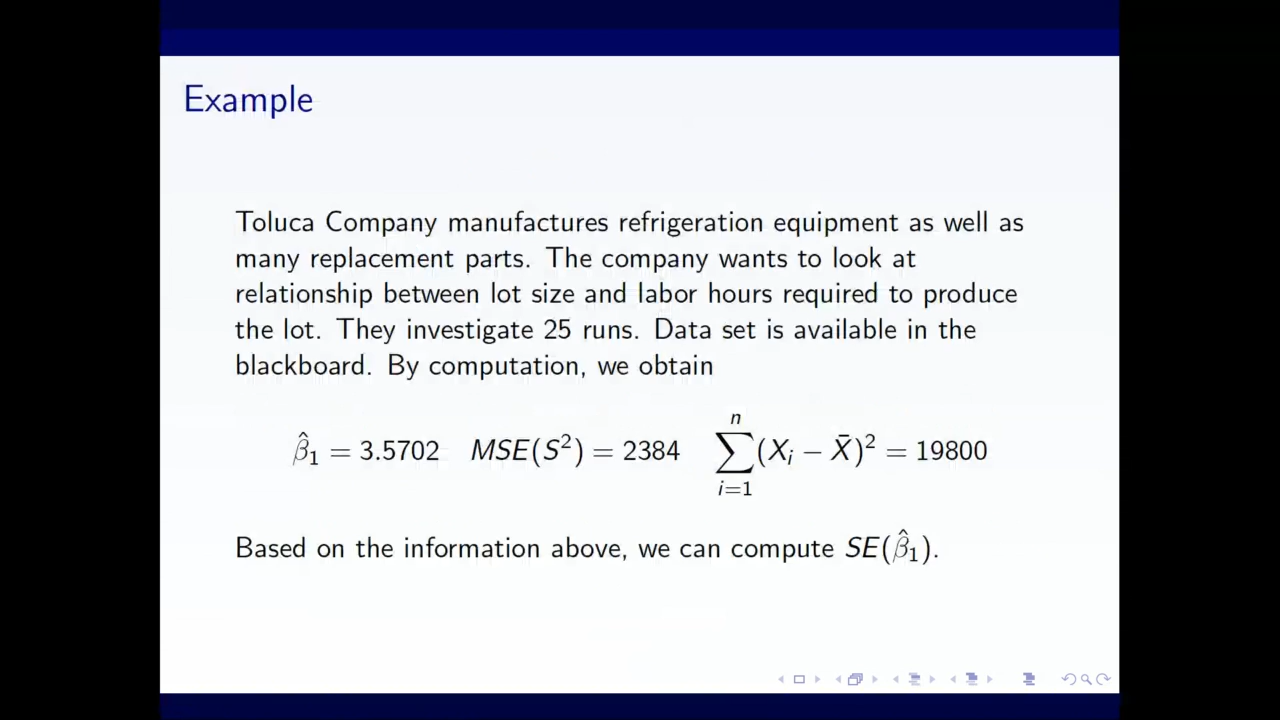 Example
Toluca Company manufactures refrigeration equipment as well as
many replacement parts. The company wants to look at
relationship between lot size and labor hours required to produce
the lot. They investigate 25 runs. Data set is available in the
blackboard. By computation, we obtain
β̂₁ = 3.5702 MSE(S²) = 2384 ∑ⁿᵢ₌₁(Xᵢ − X̄)² = 19800
Based on the information above, we can compute SE(β̂₁).